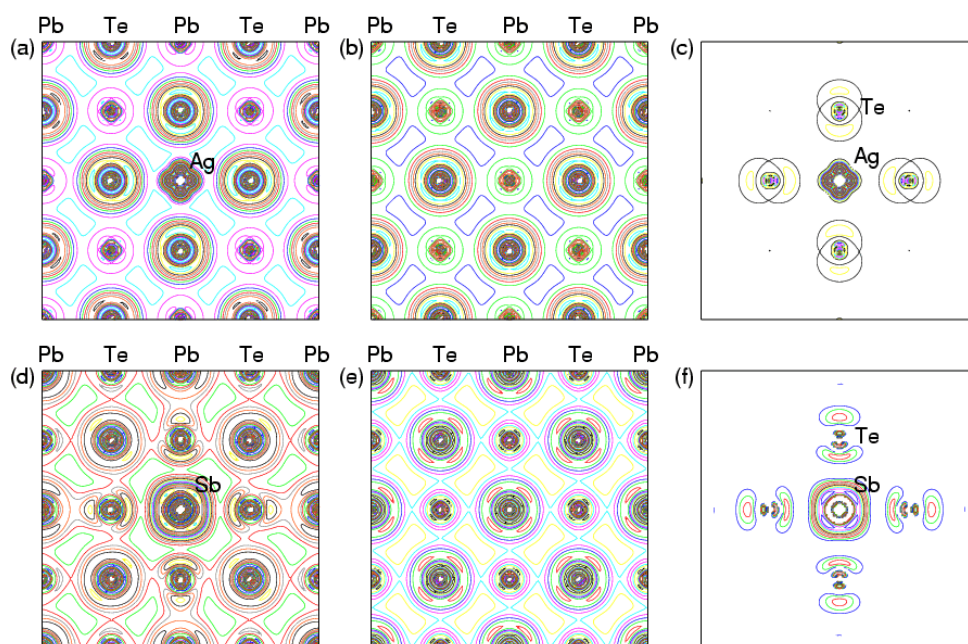 Pb Te Pb Te Pb Pb Te Pb Te Pb
(a) (b) (c)
Te
Ag Ag
Pb Te Pb Te Pb Pb Te Pb Te Pb
(d) (e) (f)
Te
Sb Sb